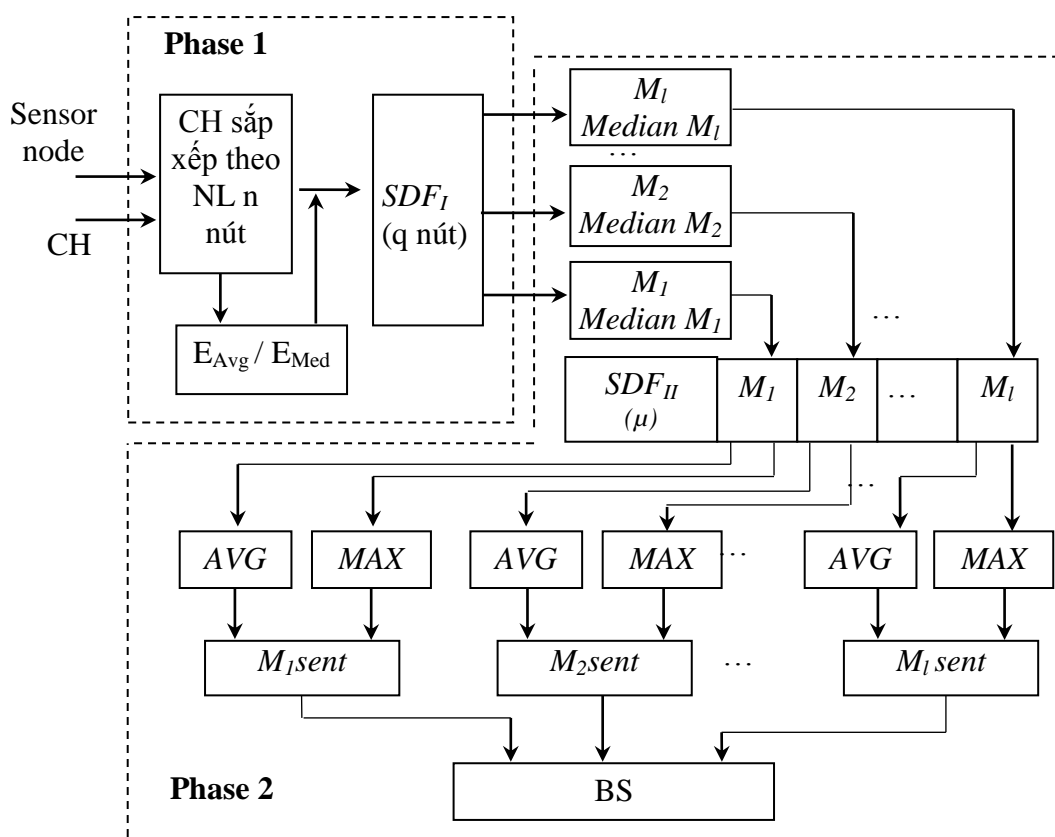 Phase 1
Sensor
node
CH
CH sắp
xếp theo
NL n
nút
E_Avg / E_Med
SDF_I
(q nút)
M_l
Median M_l
…
M_2
Median M_2
M_1
Median M_1
…
SDF_II
(µ)
M_1
M_2
…
M_l
…
AVG
MAX
AVG
MAX
…
AVG
MAX
M_1sent
M_2sent
…
M_l sent
BS
Phase 2